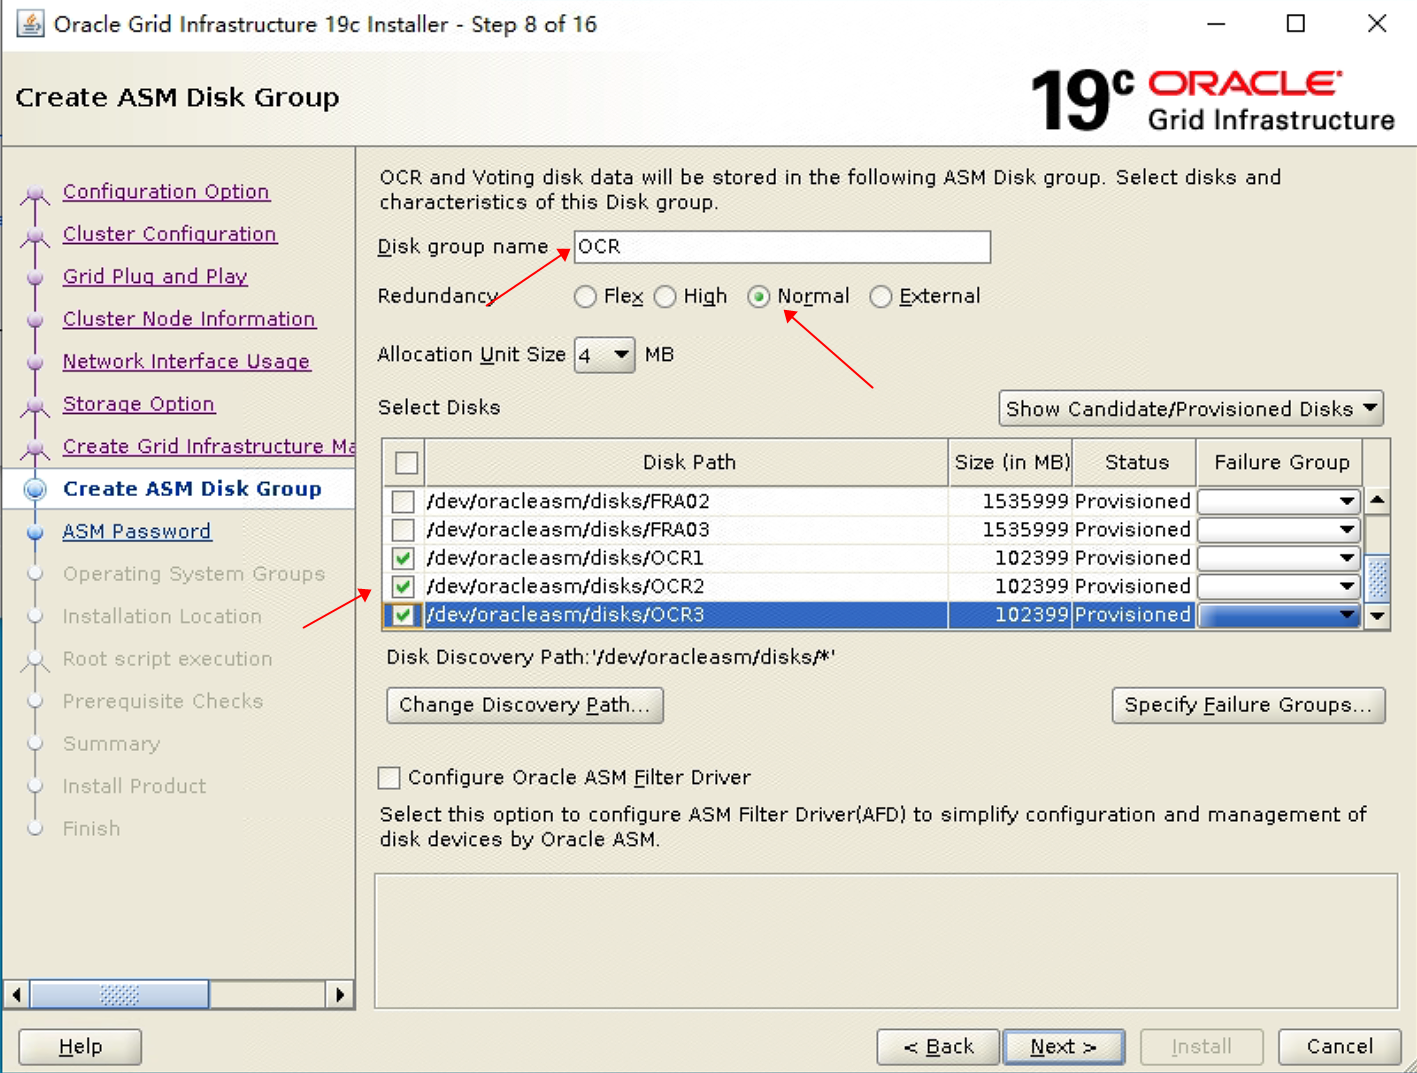 Oracle Grid Infrastructure 19c Installer - Step 8 of 16
Create ASM Disk Group
19c ORACLE
Grid Infrastructure
Configuration Option
Cluster Configuration
Grid Plug and Play
Cluster Node Information
Network Interface Usage
Storage Option
Create Grid Infrastructure Ma
Create ASM Disk Group
ASM Password
Operating System Groups
Installation Location
Root script execution
Prerequisite Checks
Summary
Install Product
Finish
OCR and Voting disk data will be stored in the following ASM Disk group. Select disks and
characteristics of this Disk group.
Disk group name OCR
Redundancy Flex High Normal External
Allocation Unit Size 4 MB
Select Disks Show Candidate/Provisioned Disks
Disk Path Size (in MB) Status Failure Group
/dev/oracleasm/disks/FRA02 1535999 Provisioned
/dev/oracleasm/disks/FRA03 1535999 Provisioned
/dev/oracleasm/disks/OCR1 102399 Provisioned
/dev/oracleasm/disks/OCR2 102399 Provisioned
/dev/oracleasm/disks/OCR3 102399 Provisioned
Disk Discovery Path:'/dev/oracleasm/disks/*'
Change Discovery Path... Specify Failure Groups...
Configure Oracle ASM Filter Driver
Select this option to configure ASM Filter Driver(AFD) to simplify configuration and management of
disk devices by Oracle ASM.
Help < Back Next > Install Cancel